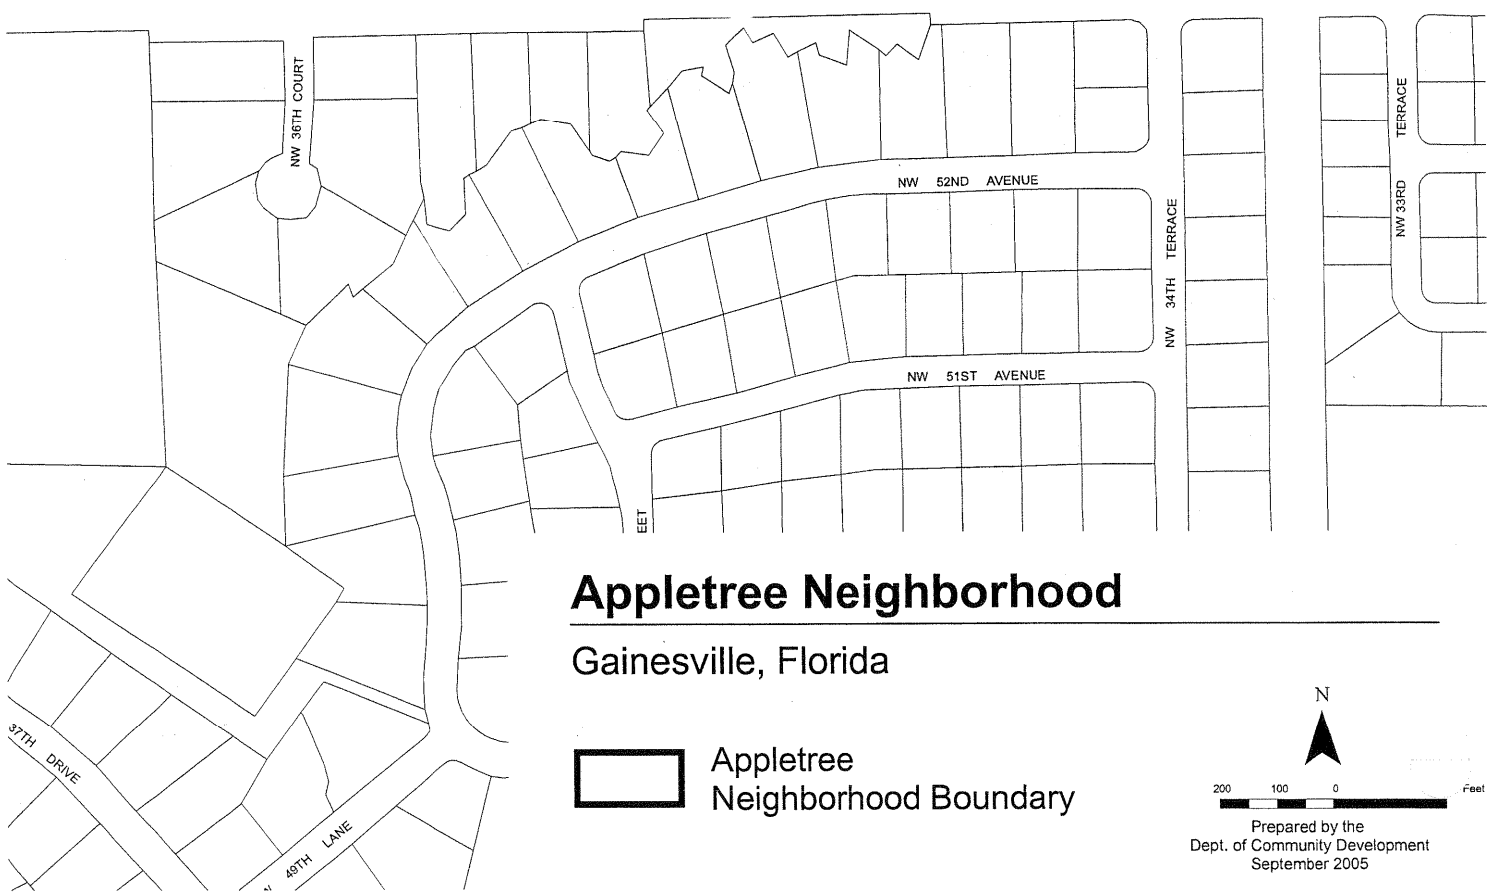 NW 36TH COURT
TERRACE
NW 33RD
NW 52ND AVENUE
NW 34TH TERRACE
NW 51ST AVENUE
EET
Appletree Neighborhood
Gainesville, Florida
N
37TH DRIVE
Appletree
Neighborhood Boundary
200 100 0 Feet
49TH LANE
Prepared by the
Dept. of Community Development
September 2005